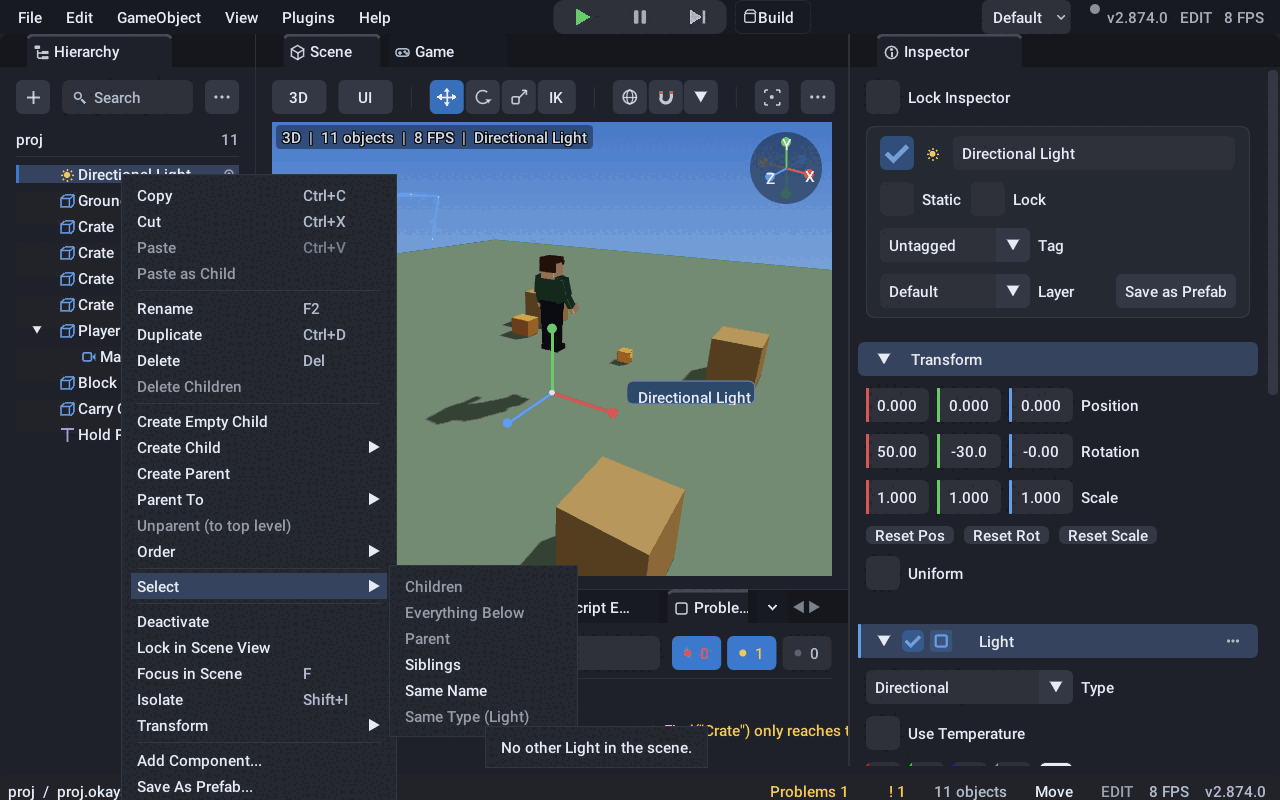 File Edit GameObject View Plugins Help
Build
Default v2.874.0 EDIT 8 FPS
Hierarchy
Scene
Game
Inspector
Search
3D UI IK
Lock Inspector
proj 11
3D | 11 objects | 8 FPS | Directional Light
Y
X
Z
Directional Light
Static Lock
Untagged Tag
Default Layer Save as Prefab
Directional Light
Crate
Crate
Crate
Crate
Player
Block
Copy Ctrl+C
Cut Ctrl+X
Paste Ctrl+V
Paste as Child
Rename F2
Duplicate Ctrl+D
Delete Del
Delete Children
Create Empty Child
Create Child
Create Parent
Parent To
Unparent (to top level)
Order
Select
Deactivate
Lock in Scene View
Focus in Scene F
Isolate Shift+I
Transform
Add Component...
Save As Prefab...
Children
Everything Below
Parent
Siblings
Same Name
Same Type (Light)
No other Light in the scene.
Directional Light
Transform
0.000 0.000 0.000 Position
50.00 -30.0 -0.00 Rotation
1.000 1.000 1.000 Scale
Reset Pos Reset Rot Reset Scale
Uniform
Light
Directional Type
Use Temperature
cript E... Proble...
0 1 0
("Crate") only reaches t
proj / proj.okay
Problems 1 ! 1 11 objects Move EDIT 8 FPS v2.874.0